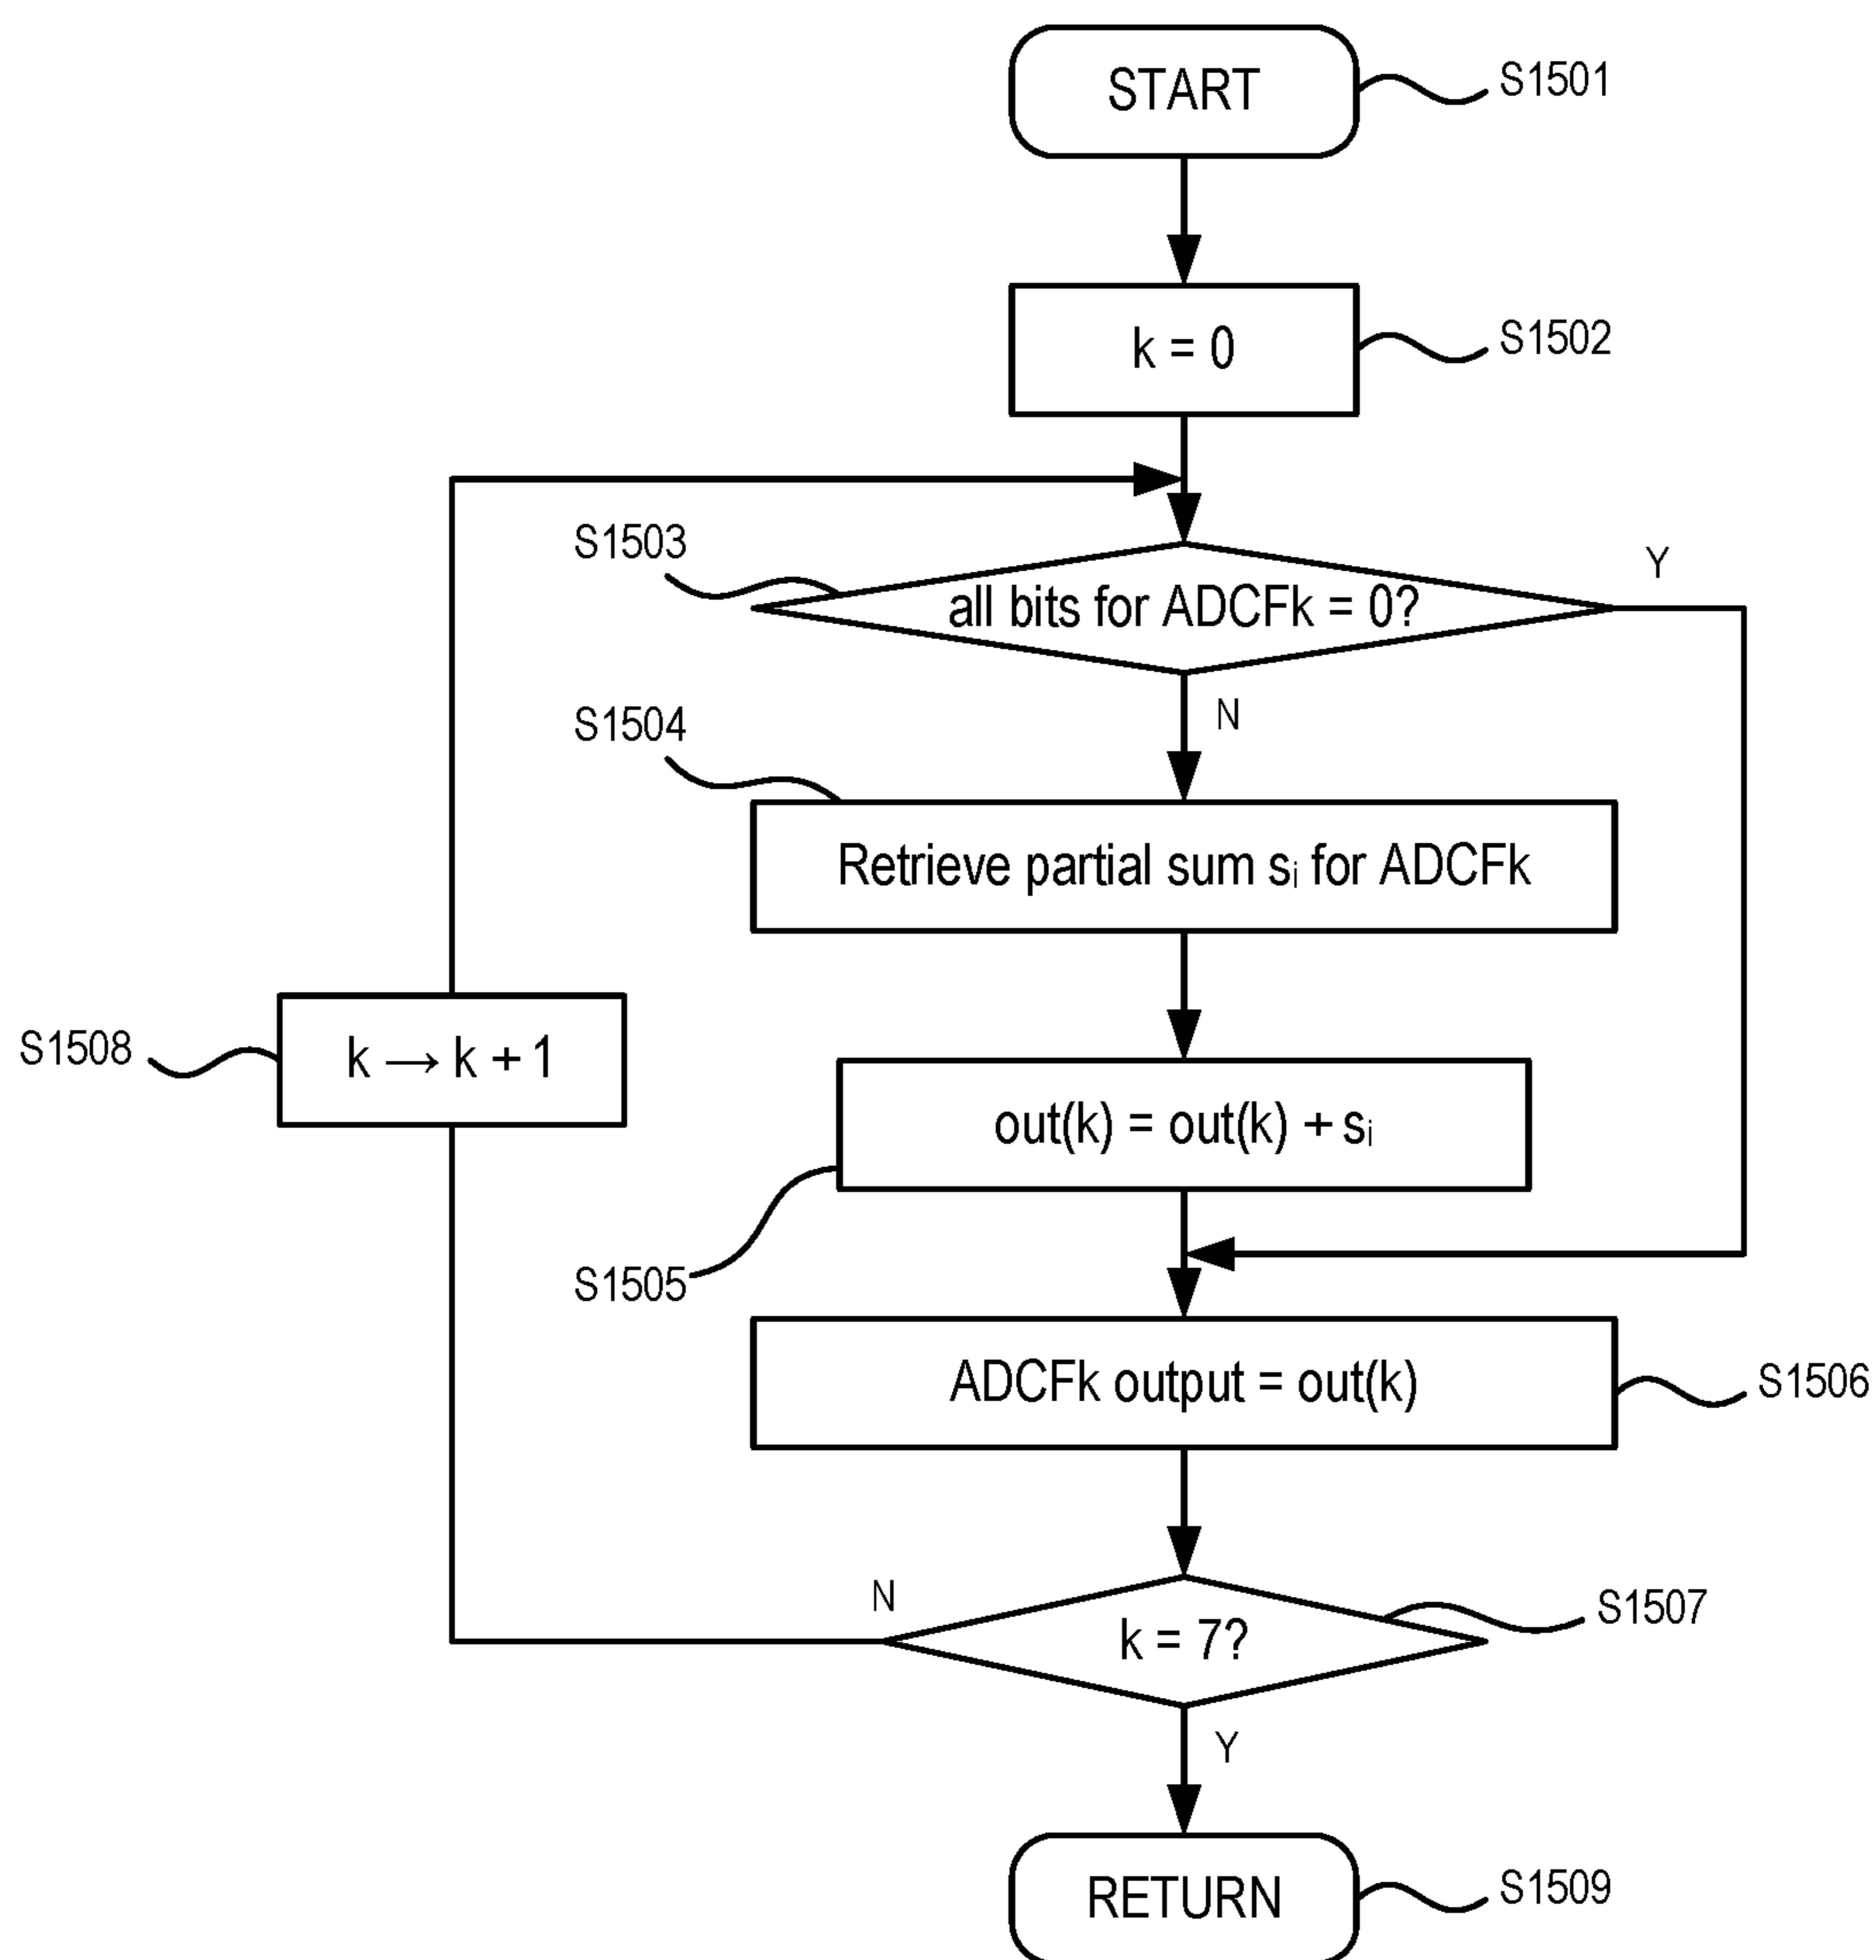 START
S1501
k = 0
S1502
S1503
all bits for ADCFk = 0?
Y
N
S1504
Retrieve partial sum sᵢ for ADCFk
S1508
k → k + 1
out(k) = out(k) + sᵢ
S1505
ADCFk output = out(k)
S1506
N
k = 7?
S1507
Y
RETURN
S1509